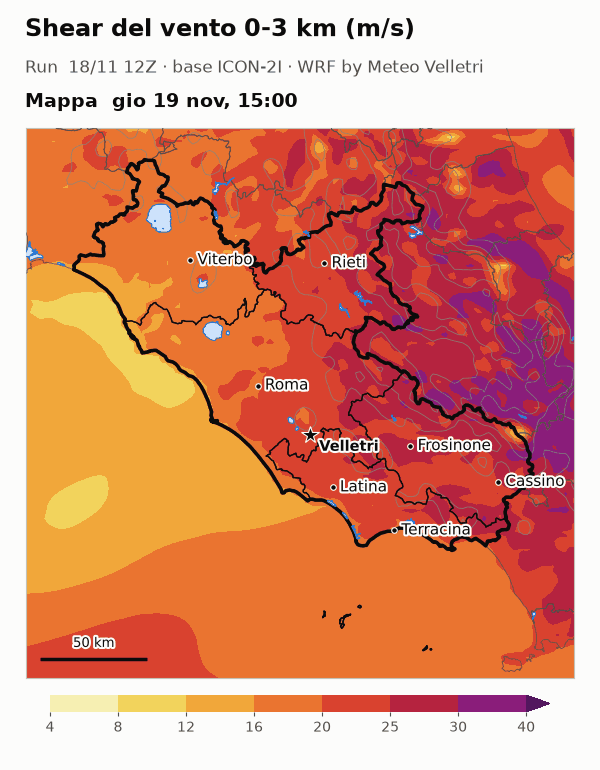 Shear del vento 0-3 km (m/s)
Run  18/11 12Z · base ICON-2I · WRF by Meteo Velletri
Mappa  gio 19 nov, 15:00
Viterbo
Rieti
Roma
Velletri
Frosinone
Latina
Cassino
Terracina
50 km
4 8 12 16 20 25 30 40